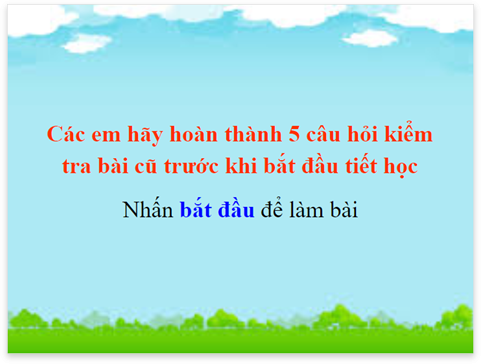 Các em hãy hoàn thành 5 câu hỏi kiểm
tra bài cũ trước khi bắt đầu tiết học
Nhấn bắt đầu để làm bài